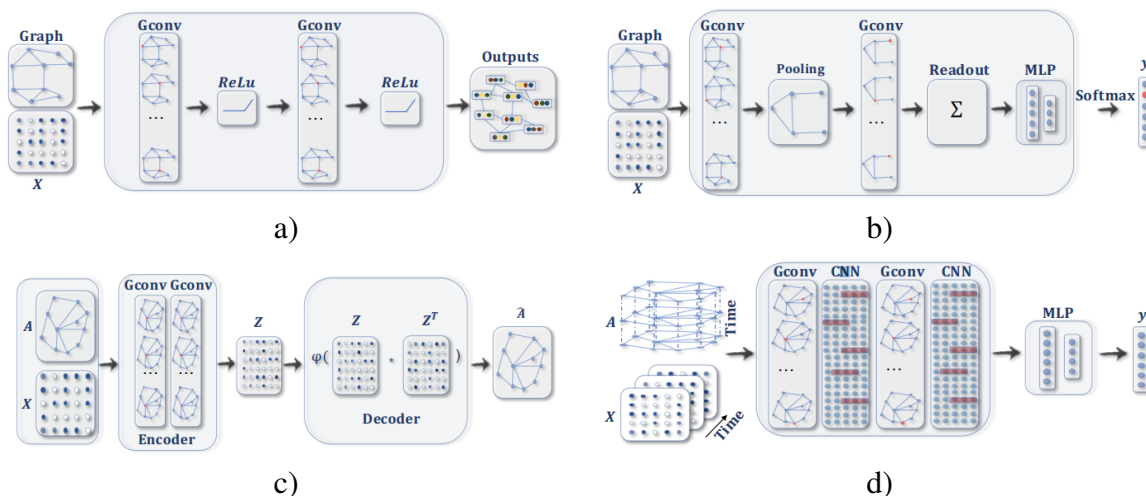 Graph
X
Gconv
...
ReLu
Gconv
...
ReLu
Outputs
a)
Graph
X
Gconv
...
Pooling
Gconv
...
Readout
Σ
MLP
Softmax
y
b)
A
X
Gconv Gconv
... ...
Encoder
Z
φ( Z . Zᵀ )
Decoder
Â
c)
A
Time
X
Time
Gconv CNN Gconv CNN
... ...
MLP
y
d)